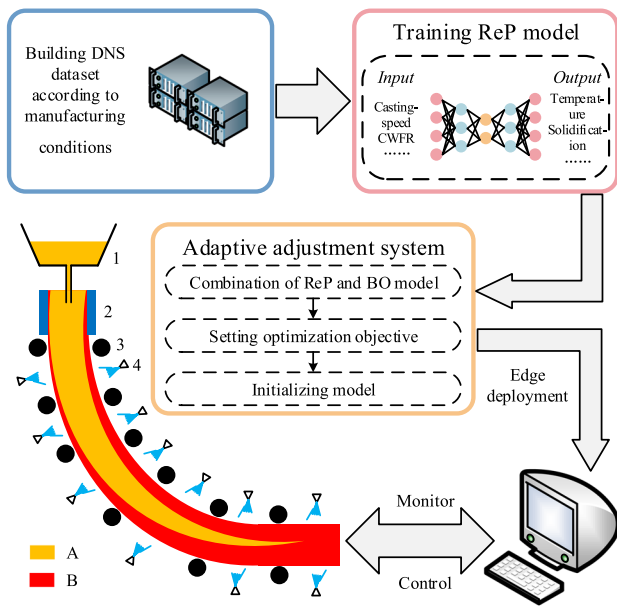 Building DNS
dataset
according to
manufacturing
conditions
Training ReP model
Input
Casting-
speed
CWFR
......
Output
Temperat-
ure
Solidificat-
ion
......
Adaptive adjustment system
Combination of ReP and BO model
Setting optimization objective
Initializing model
Edge
deployment
1
2
3
4
Monitor
Control
A
B